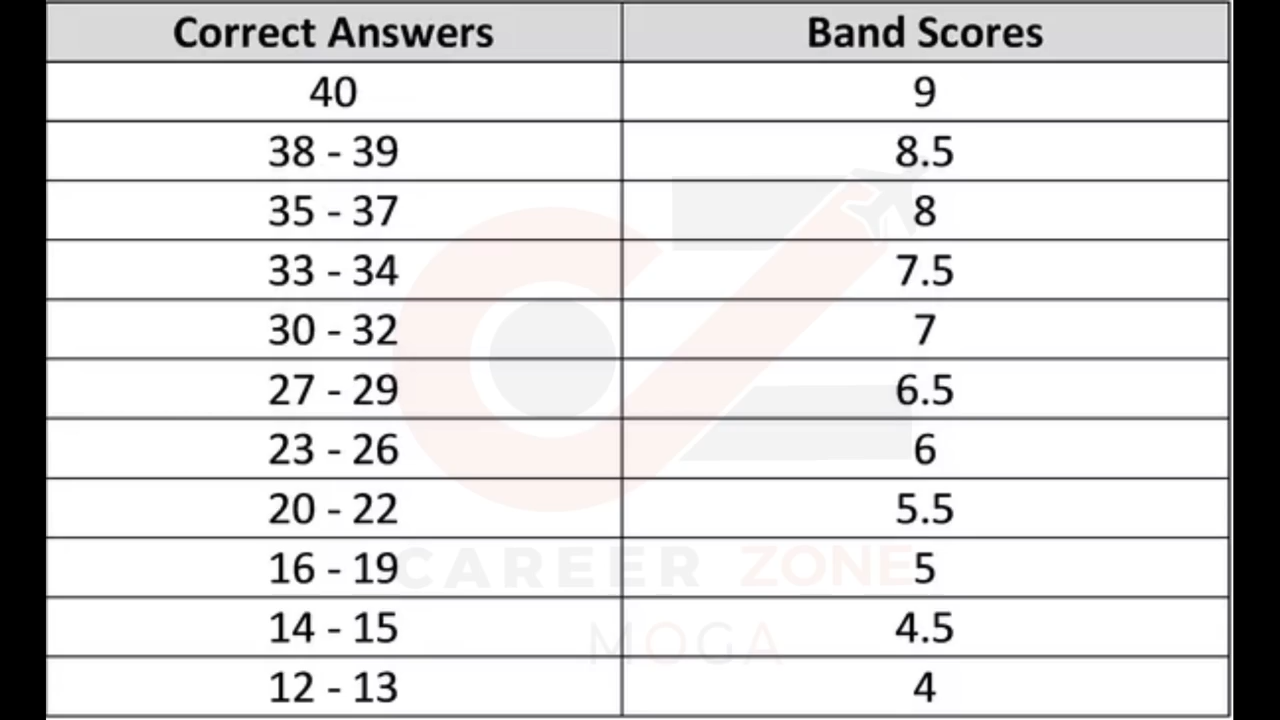 Correct Answers Band Scores
40 9
38 - 39 8.5
35 - 37 8
33 - 34 7.5
30 - 32 7
27 - 29 6.5
23 - 26 6
20 - 22 5.5
16 - 19 5
CAREER ZONE
14 - 15 4.5
MOGA
12 - 13 4